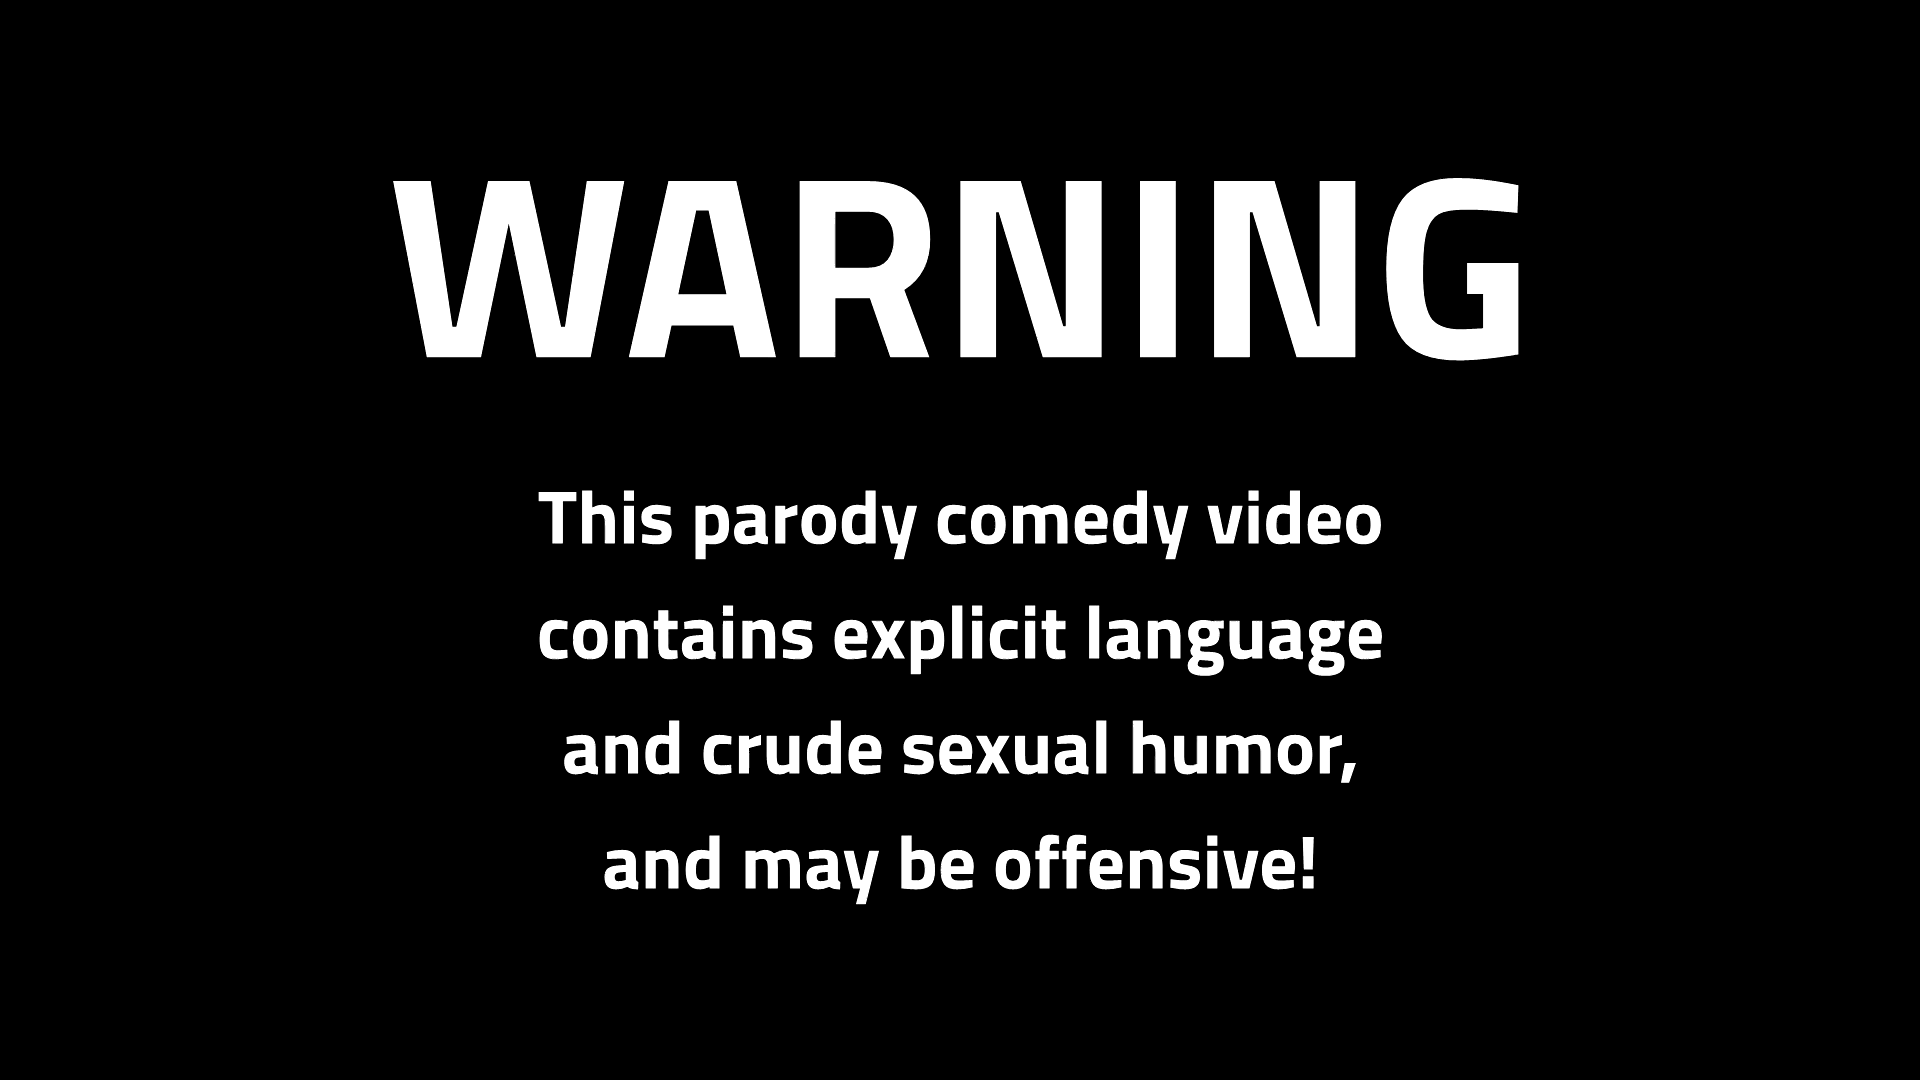 WARNING
This parody comedy video
contains explicit language
and crude sexual humor,
and may be offensive!